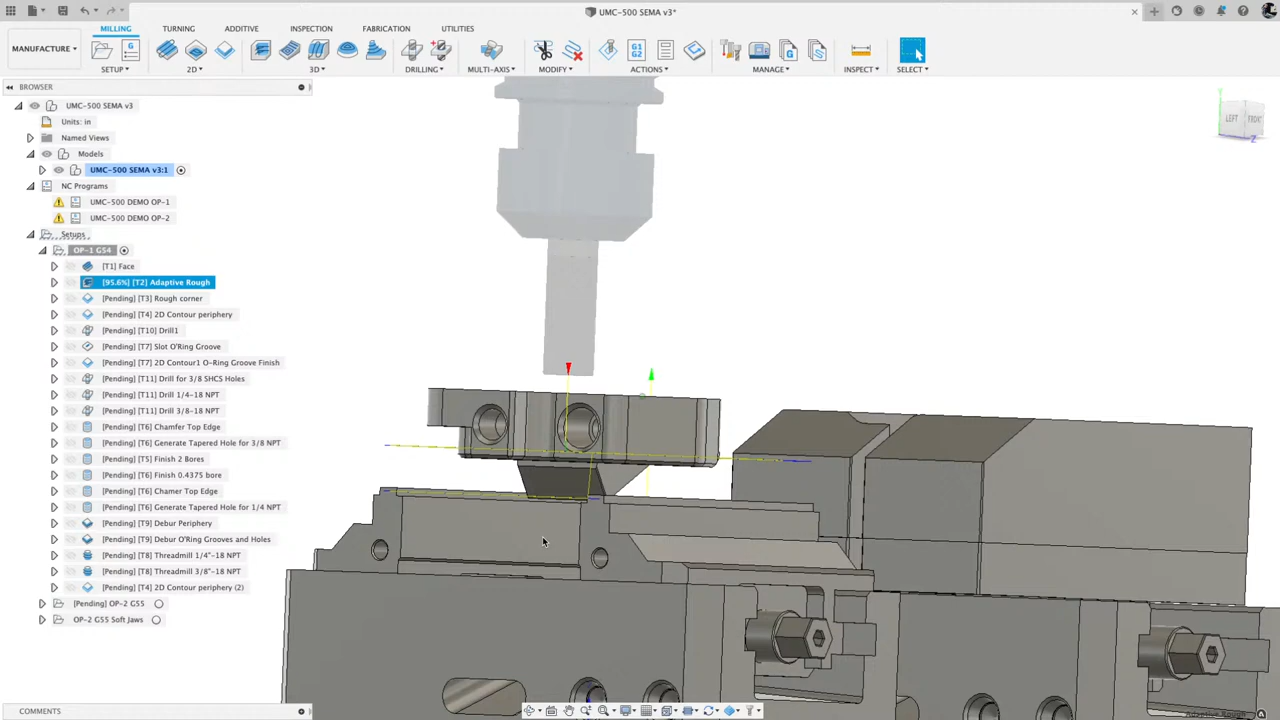 UMC-500 SEMA v3*
MILLING TURNING ADDITIVE INSPECTION FABRICATION UTILITIES
MANUFACTURE
SETUP 2D 3D DRILLING MULTI-AXIS MODIFY ACTIONS MANAGE INSPECT SELECT
G1
G2
BROWSER
UMC-500 SEMA v3
Units: in
Named Views
Models
UMC-500 SEMA v3:1
NC Programs
UMC-500 DEMO OP-1
UMC-500 DEMO OP-2
Setups
OP-1 G54
[T1] Face
[95.6%] [T2] Adaptive Rough
[Pending] [T3] Rough corner
[Pending] [T4] 2D Contour periphery
[Pending] [T10] Drill1
[Pending] [T7] Slot O'Ring Groove
[Pending] [T7] 2D Contour1 O-Ring Groove Finish
[Pending] [T11] Drill for 3/8 SHCS Holes
[Pending] [T11] Drill 1/4-18 NPT
[Pending] [T11] Drill 3/8-18 NPT
[Pending] [T6] Chamfer Top Edge
[Pending] [T6] Generate Tapered Hole for 3/8 NPT
[Pending] [T5] Finish 2 Bores
[Pending] [T6] Finish 0.4375 bore
[Pending] [T6] Chamer Top Edge
[Pending] [T6] Generate Tapered Hole for 1/4 NPT
[Pending] [T9] Debur Periphery
[Pending] [T9] Debur O'Ring Grooves and Holes
[Pending] [T8] Threadmill 1/4"-18 NPT
[Pending] [T8] Threadmill 3/8"-18 NPT
[Pending] [T4] 2D Contour periphery (2)
[Pending] OP-2 G55
OP-2 G55 Soft Jaws
LEFT FRONT
Z
COMMENTS
Adaptive Rough